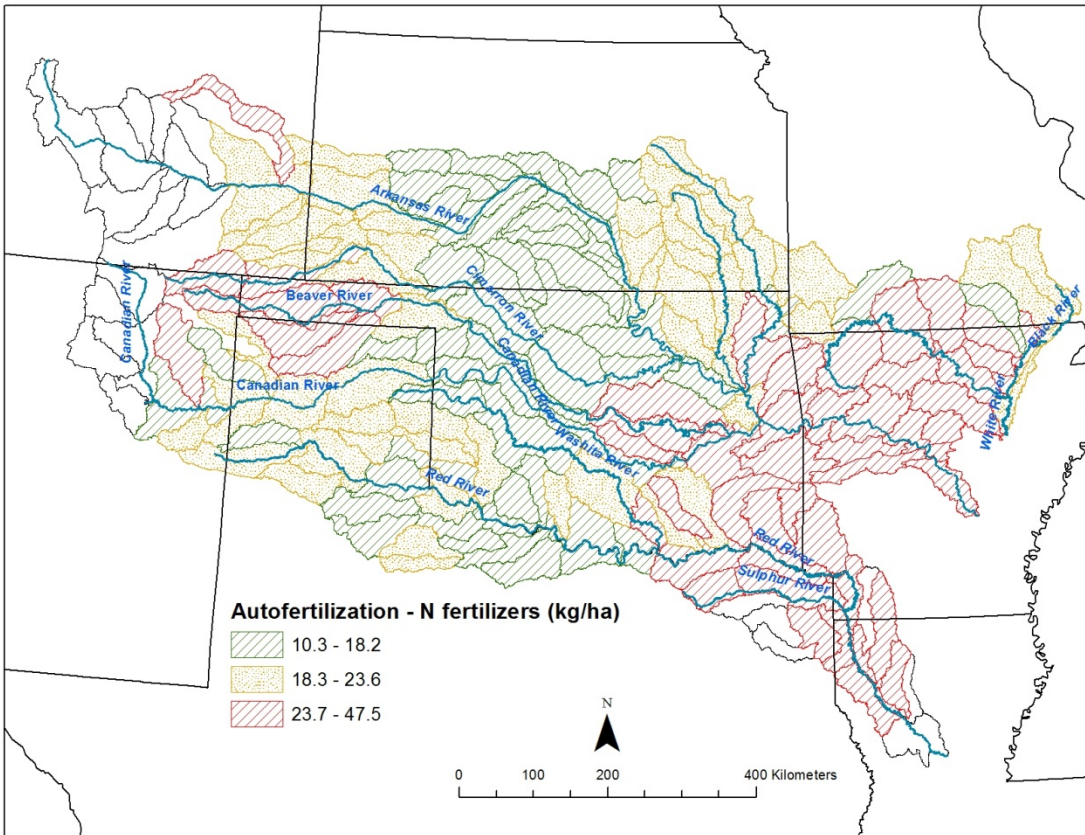 Arkansas River
Canadian River
Beaver River
Cimarron River
Black River
Canadian River
Canadian River
White River
Washita River
Red River
Red River
Sulphur River
Autofertilization - N fertilizers (kg/ha)
10.3 - 18.2
18.3 - 23.6
23.7 - 47.5
N
0 100 200 400 Kilometers